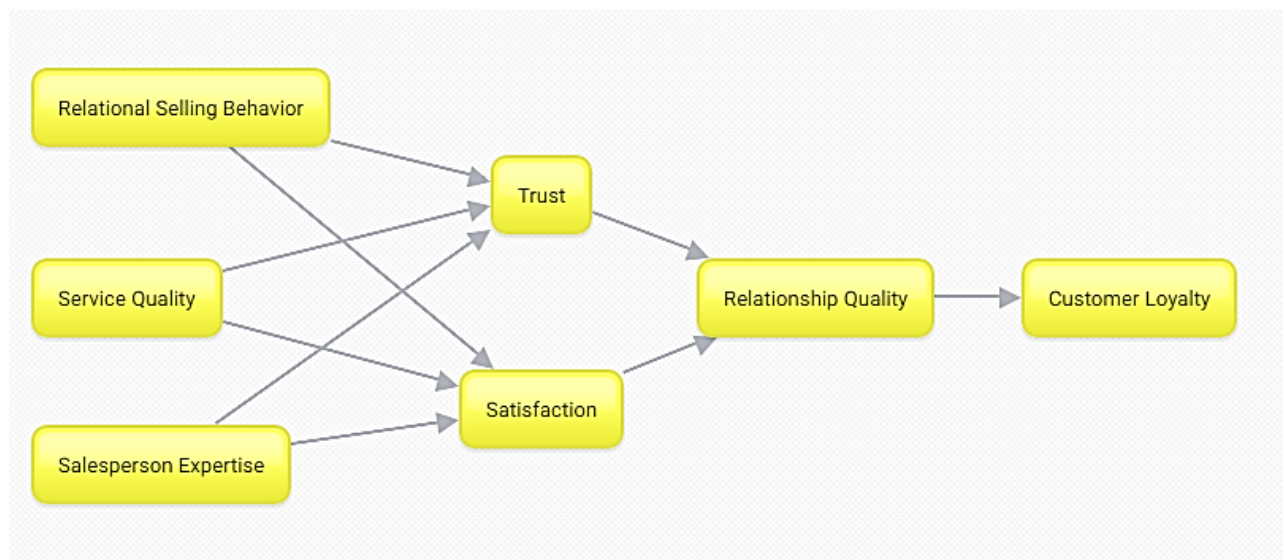 Relational Selling Behavior
Trust
Service Quality
Relationship Quality
Customer Loyalty
Satisfaction
Salesperson Expertise